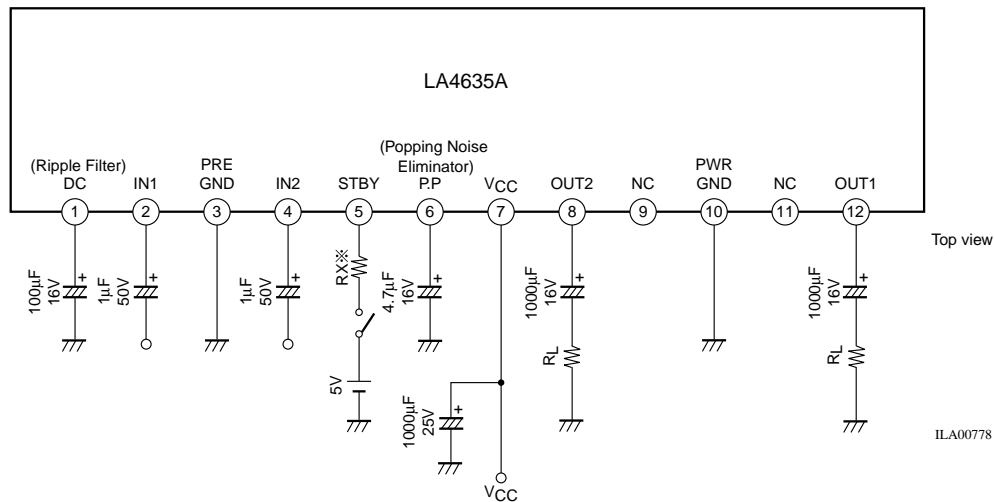 LA4635A
(Ripple Filter)
DC
IN1
PRE
GND
IN2
STBY
(Popping Noise
Eliminator)
P.P
VCC
OUT2
NC
PWR
GND
NC
OUT1
1
2
3
4
5
6
7
8
9
10
11
12
Top view
100μF
16V
+
1μF
50V
+
1μF
50V
+
RX※
4.7μF
16V
+
1000μF
16V
+
1000μF
16V
+
RL
RL
5V
1000μF
25V
+
VCC
ILA00778